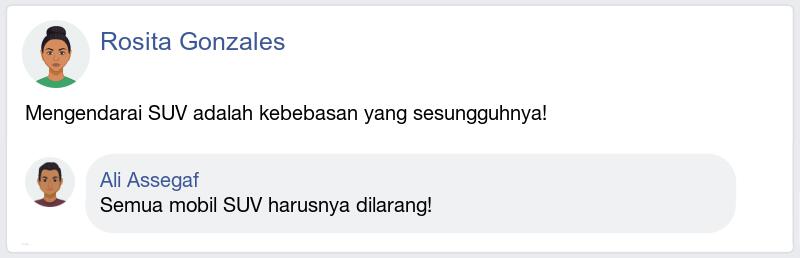 Rosita Gonzales
Mengendarai SUV adalah kebebasan yang sesungguhnya!
Ali Assegaf
Semua mobil SUV harusnya dilarang!